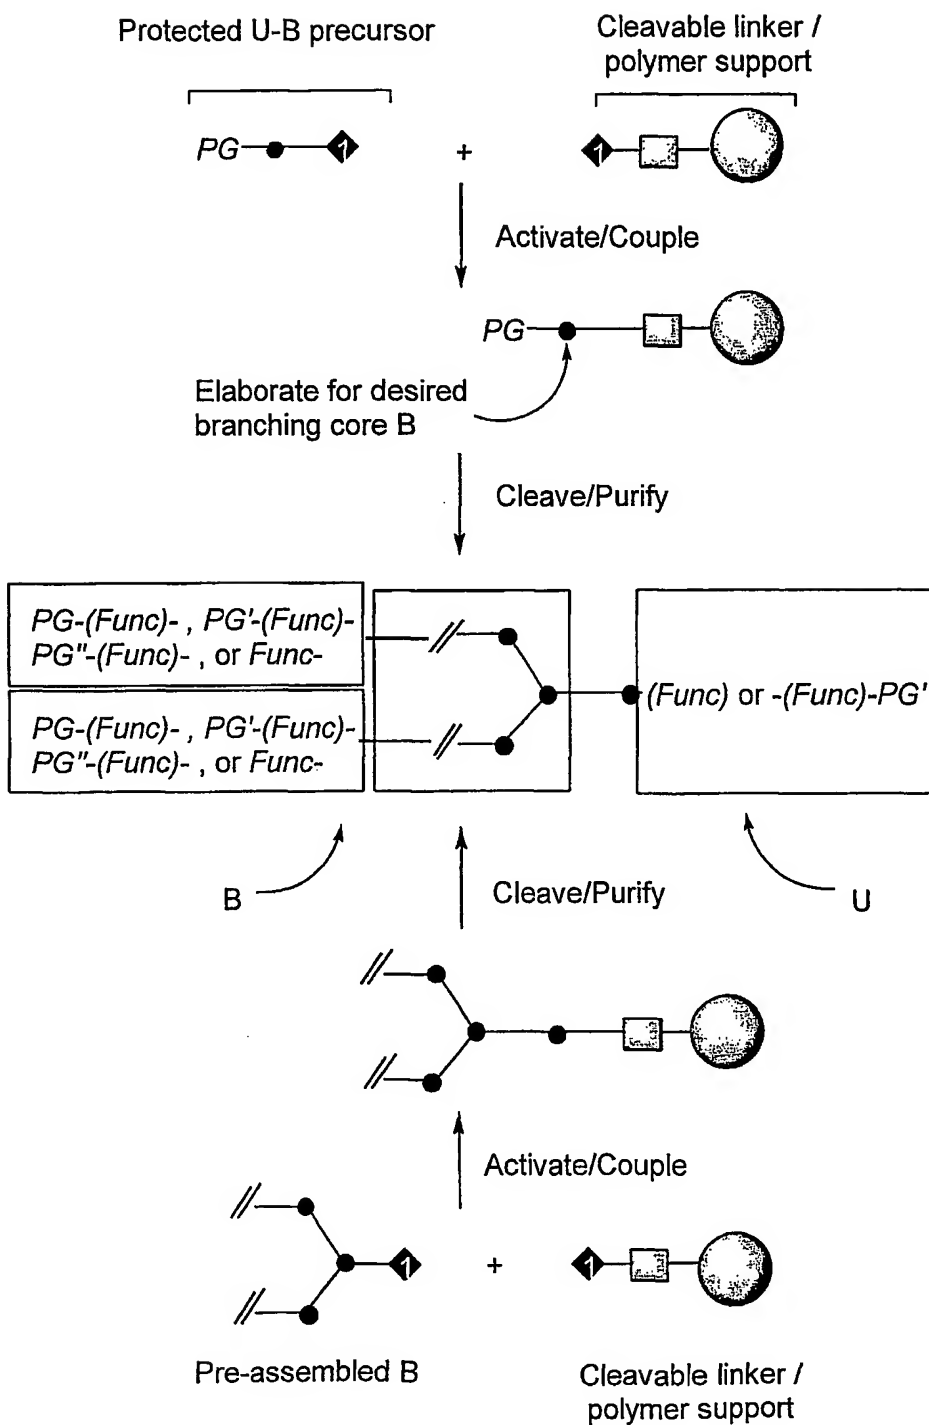 Protected U-B precursor
Cleavable linker /
polymer support
PG
1
+
1
Activate/Couple
PG
Elaborate for desired
branching core B
Cleave/Purify
PG-(Func)- , PG'-(Func)-
PG"-(Func)- , or Func-
(Func) or -(Func)-PG'
PG-(Func)- , PG'-(Func)-
PG"-(Func)- , or Func-
B
Cleave/Purify
U
Activate/Couple
1
+
1
Pre-assembled B
Cleavable linker /
polymer support